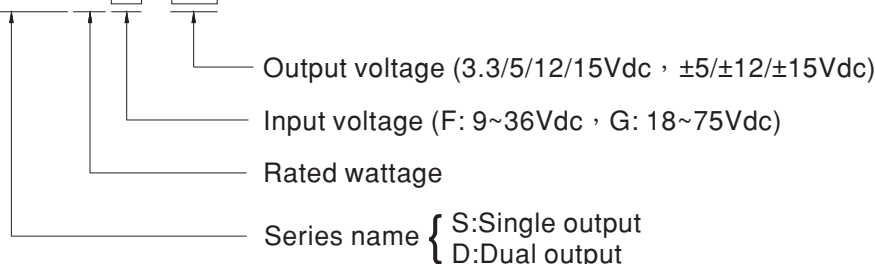 Output voltage (3.3/5/12/15Vdc，±5/±12/±15Vdc)
Input voltage (F: 9~36Vdc，G: 18~75Vdc)
Rated wattage
Series name { S:Single output
D:Dual output